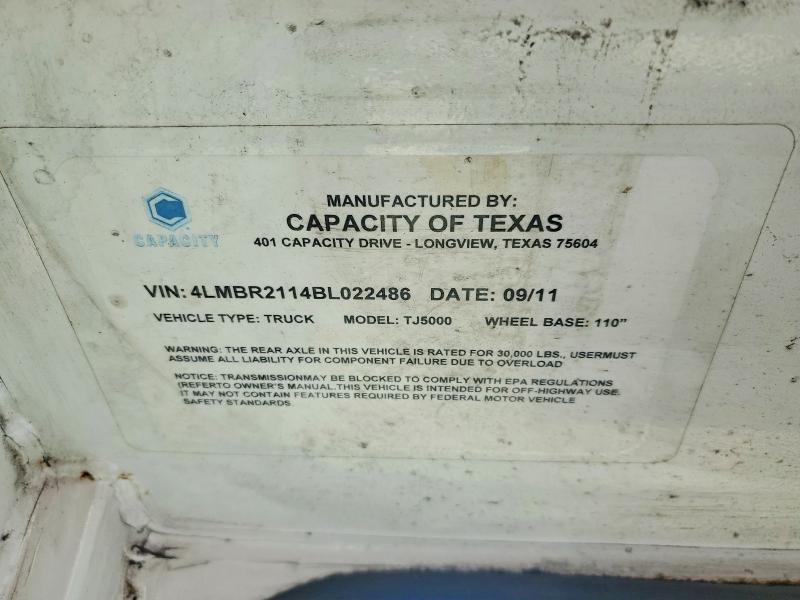 MANUFACTURED BY:
CAPACITY
CAPACITY OF TEXAS
401 CAPACITY DRIVE - LONGVIEW, TEXAS 75604
VIN: 4LMBR2114BL022486 DATE: 09/11
VEHICLE TYPE: TRUCK MODEL: TJ5000 WHEEL BASE: 110"
WARNING: THE REAR AXLE IN THIS VEHICLE IS RATED FOR 30,000 LBS., USERMUST
ASSUME ALL LIABILITY FOR COMPONENT FAILURE DUE TO OVERLOAD
NOTICE: TRANSMISSIONMAY BE BLOCKED TO COMPLY WITH EPA REGULATIONS
(REFERTO OWNER'S MANUAL.THIS VEHICLE IS INTENDED FOR OFF-HIGHWAY USE.
IT MAY NOT CONTAIN FEATURES REQUIRED BY FEDERAL MOTOR VEHICLE
SAFETY STANDARDS